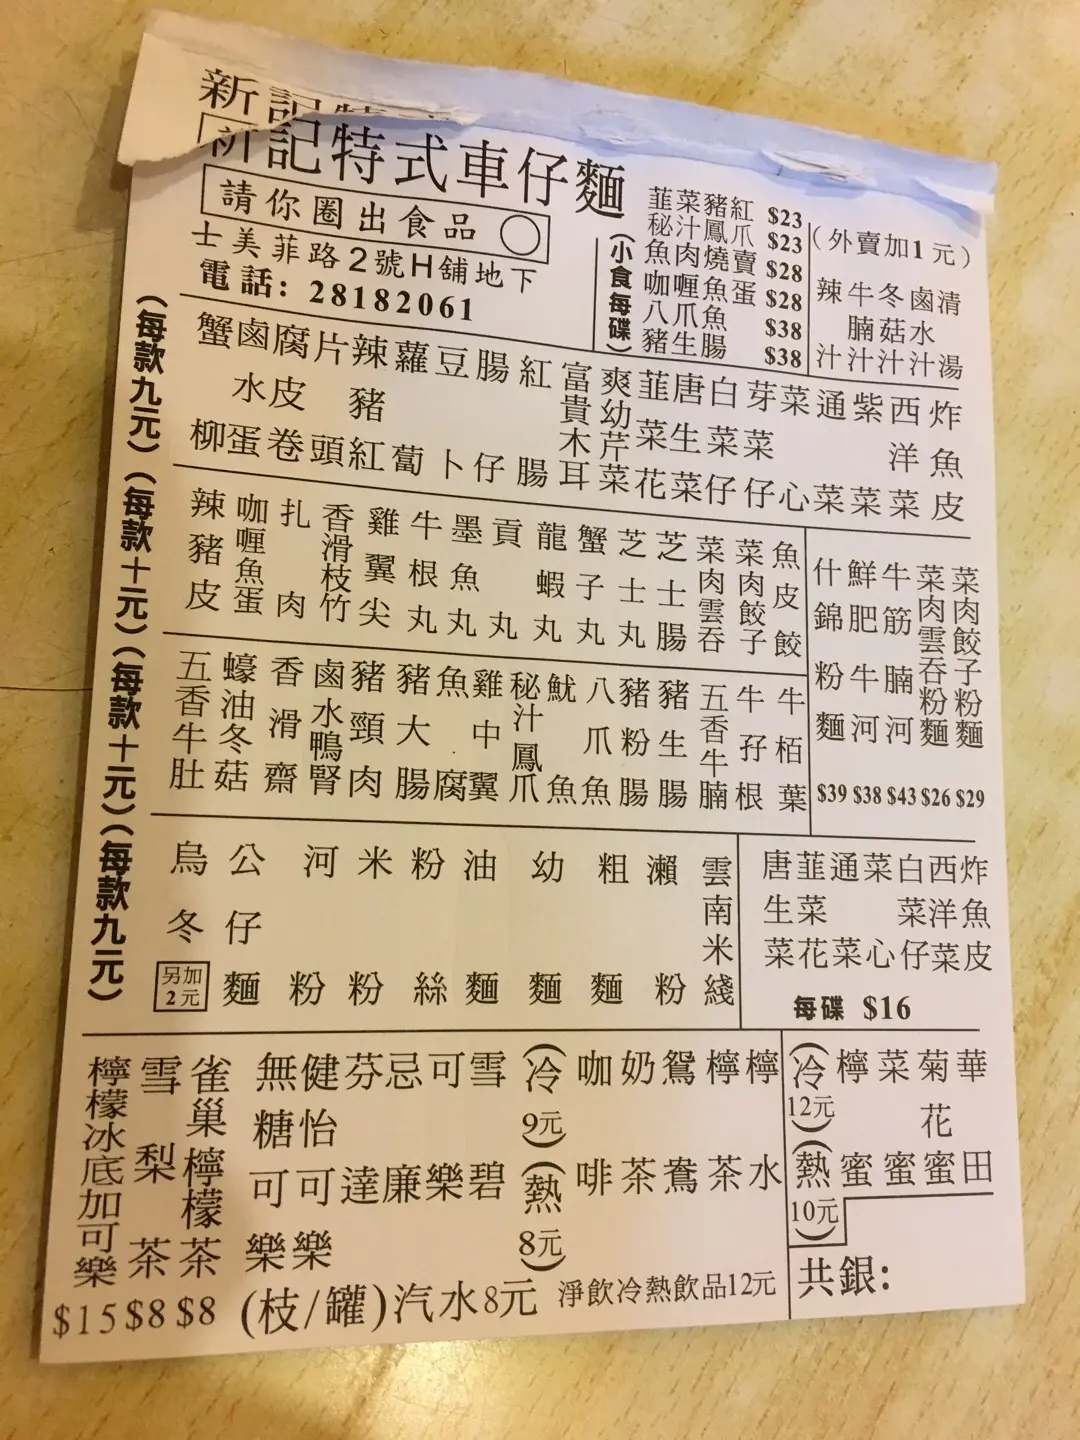 新記特
新記特式車仔麵
請你圈出食品○
士美菲路2號H舖地下
電話: 28182061
(小食每碟)
韮菜豬紅 $23
秘汁鳳爪 $23
魚肉燒賣 $28
咖喱魚蛋 $28
八爪魚 $38
豬生腸 $38
(外賣加1元)
辣汁
牛腩汁
冬菇汁
鹵水汁
清湯
(每款九元)
蟹柳
鹵水蛋
腐皮卷
片頭
辣豬紅
蘿蔔
豆卜
腸仔
紅腸
富貴木耳
爽幼芹菜
韮菜花
唐生菜
白菜仔
芽菜仔
菜心
通菜
紫菜
西洋菜
炸魚皮
(每款十元)
辣豬皮
咖喱魚蛋
扎肉
香滑枝竹
雞翼尖
牛根丸
墨魚丸
貢丸
龍蝦丸
蟹子丸
芝士丸
芝士腸
菜肉雲吞
菜肉餃子
魚皮餃
什錦粉麵 $39
鮮肥牛河 $38
牛筋腩河 $43
菜肉雲吞粉麵 $26
菜肉餃子粉麵 $29
(每款十元)
五香牛肚
蠔油冬菇
香滑齋
鹵水鴨腎
豬頸肉
豬大腸
魚腐
雞中翼
秘汁鳳爪
魷魚
八爪魚
豬粉腸
豬生腸
五香牛腩
牛孖根
牛栢葉
(每款九元)
烏冬
另加
2元
公仔麵
河粉
米粉
粉絲
油麵
幼麵
粗麵
瀨粉
雲南米綫
唐生菜
韮菜花
通菜
菜心
白菜仔
西洋菜
炸魚皮
每碟 $16
檸檬冰底加可樂 $15
雪梨茶 $8
雀巢檸檬茶 $8
無糖可樂
健怡可樂
芬達
忌廉
可樂
雪碧
(枝/罐)汽水8元
(冷)
9元
(熱)
8元
咖啡
奶茶
鴛鴦
檸茶
檸水
淨飲冷熱飲品12元
(冷12元)
(熱10元)
檸蜜
菜蜜
菊花蜜
華田
共銀: